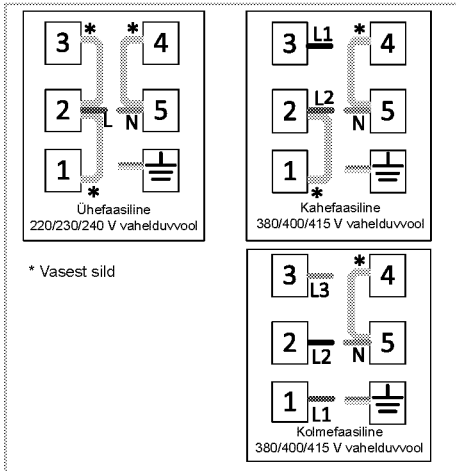 3 * * 4
2 L N 5
1 *
Ühefaasiline
220/230/240 V vahelduvvool
3 L1 * 4
2 L2 N 5
1 *
Kahefaasiline
380/400/415 V vahelduvvool
* Vasest sild
3 L3 * 4
2 L2 N 5
1 L1
Kolmefaasiline
380/400/415 V vahelduvvool